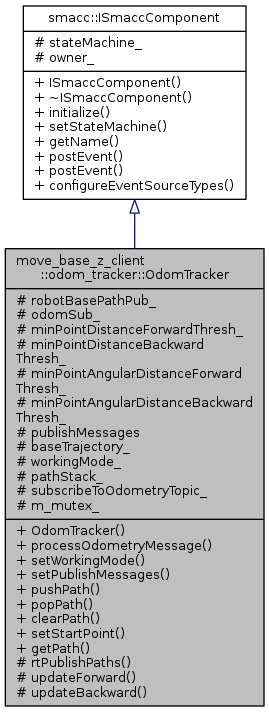 smacc::ISmaccComponent
# stateMachine_
# owner_
+ ISmaccComponent()
+ ~ISmaccComponent()
+ initialize()
+ setStateMachine()
+ getName()
+ postEvent()
+ postEvent()
+ configureEventSourceTypes()
move_base_z_client
::odom_tracker::OdomTracker
# robotBasePathPub_
# odomSub_
# minPointDistanceForwardThresh_
# minPointDistanceBackward
Thresh_
# minPointAngularDistanceForward
Thresh_
# minPointAngularDistanceBackward
Thresh_
# publishMessages
# baseTrajectory_
# workingMode_
# pathStack_
# subscribeToOdometryTopic_
# m_mutex_
+ OdomTracker()
+ processOdometryMessage()
+ setWorkingMode()
+ setPublishMessages()
+ pushPath()
+ popPath()
+ clearPath()
+ setStartPoint()
+ getPath()
# rtPublishPaths()
# updateForward()
# updateBackward()